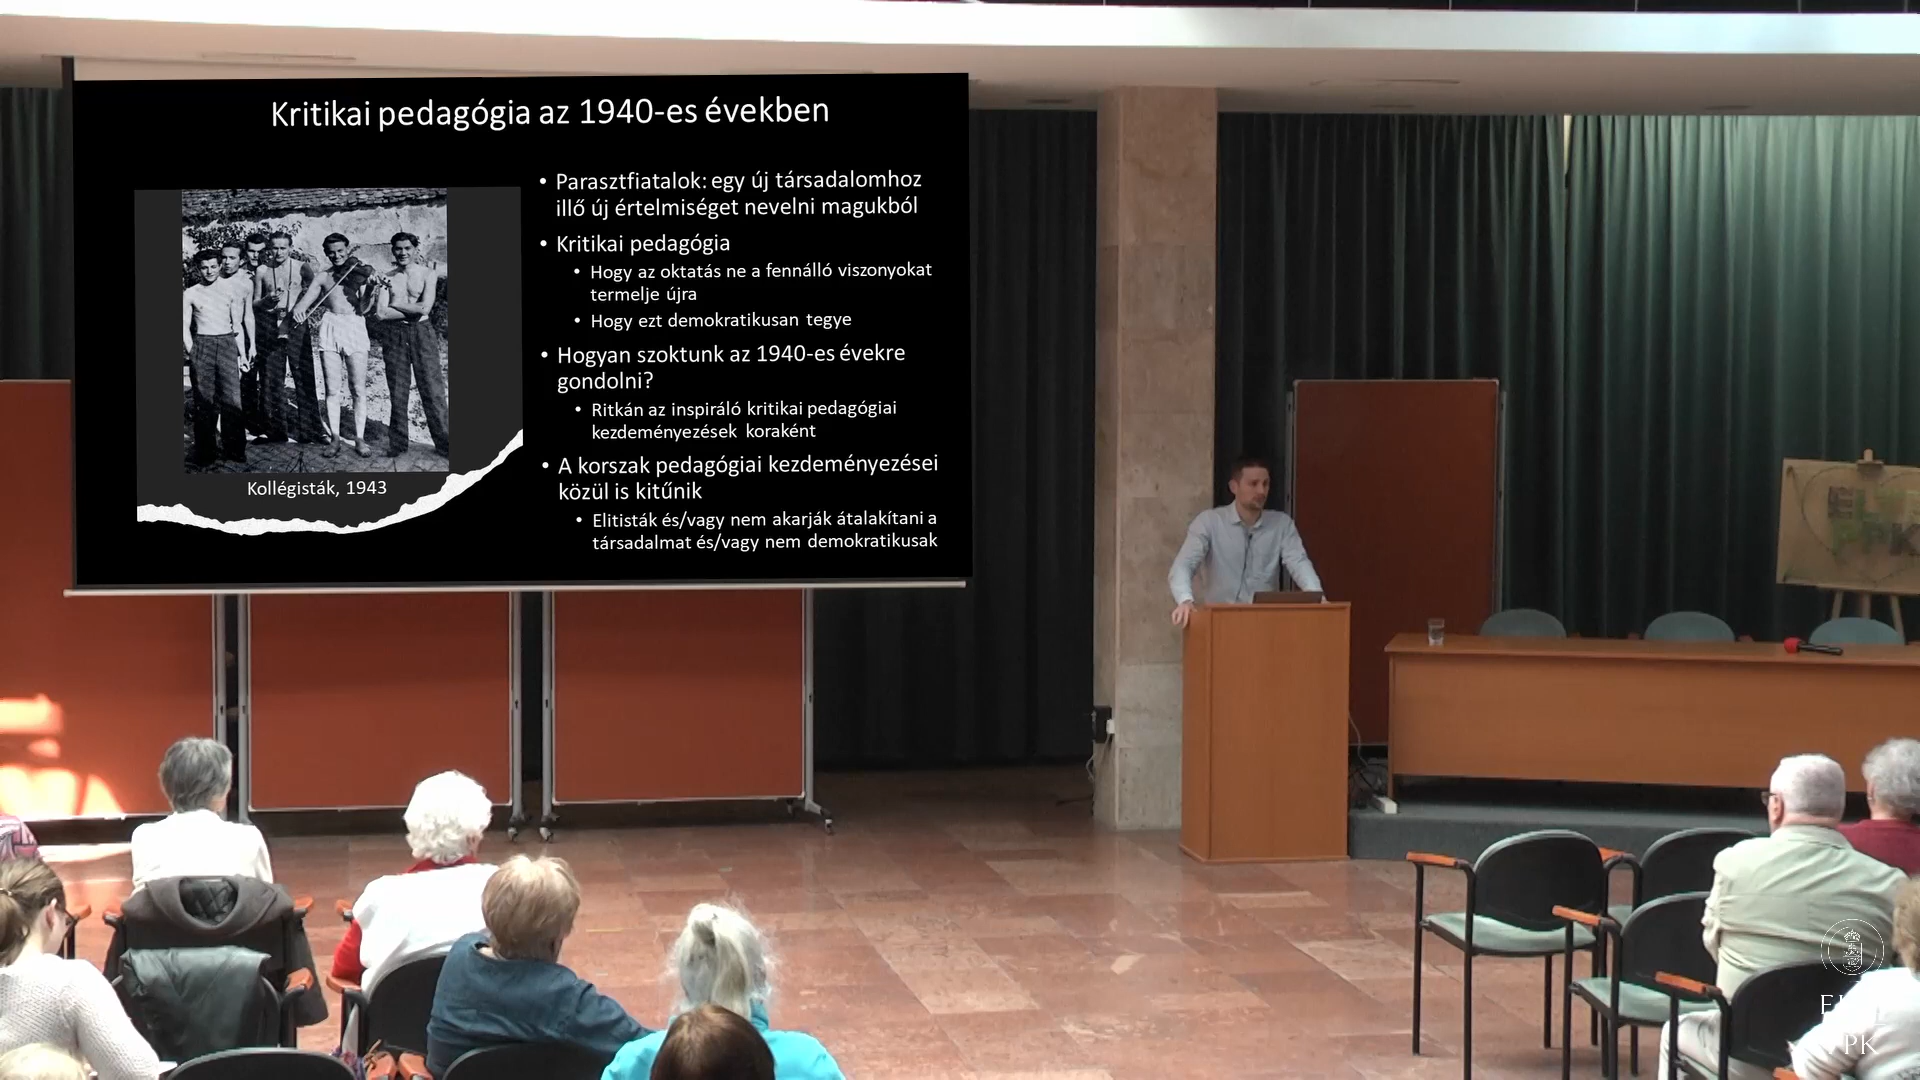 Kritikai pedagógia az 1940-es években
• Parasztfiatalok: egy új társadalomhoz
illő új értelmiséget nevelni magukból
• Kritikai pedagógia
• Hogy az oktatás ne a fennálló viszonyokat
termelje újra
• Hogy ezt demokratikusan tegye
• Hogyan szoktunk az 1940-es évekre
gondolni?
• Ritkán az inspiráló kritikai pedagógiai
kezdeményezések koraként
• A korszak pedagógiai kezdeményezései
közül is kitűnik
• Elitisták és/vagy nem akarják átalakítani a
társadalmat és/vagy nem demokratikusak
Kollégisták, 1943